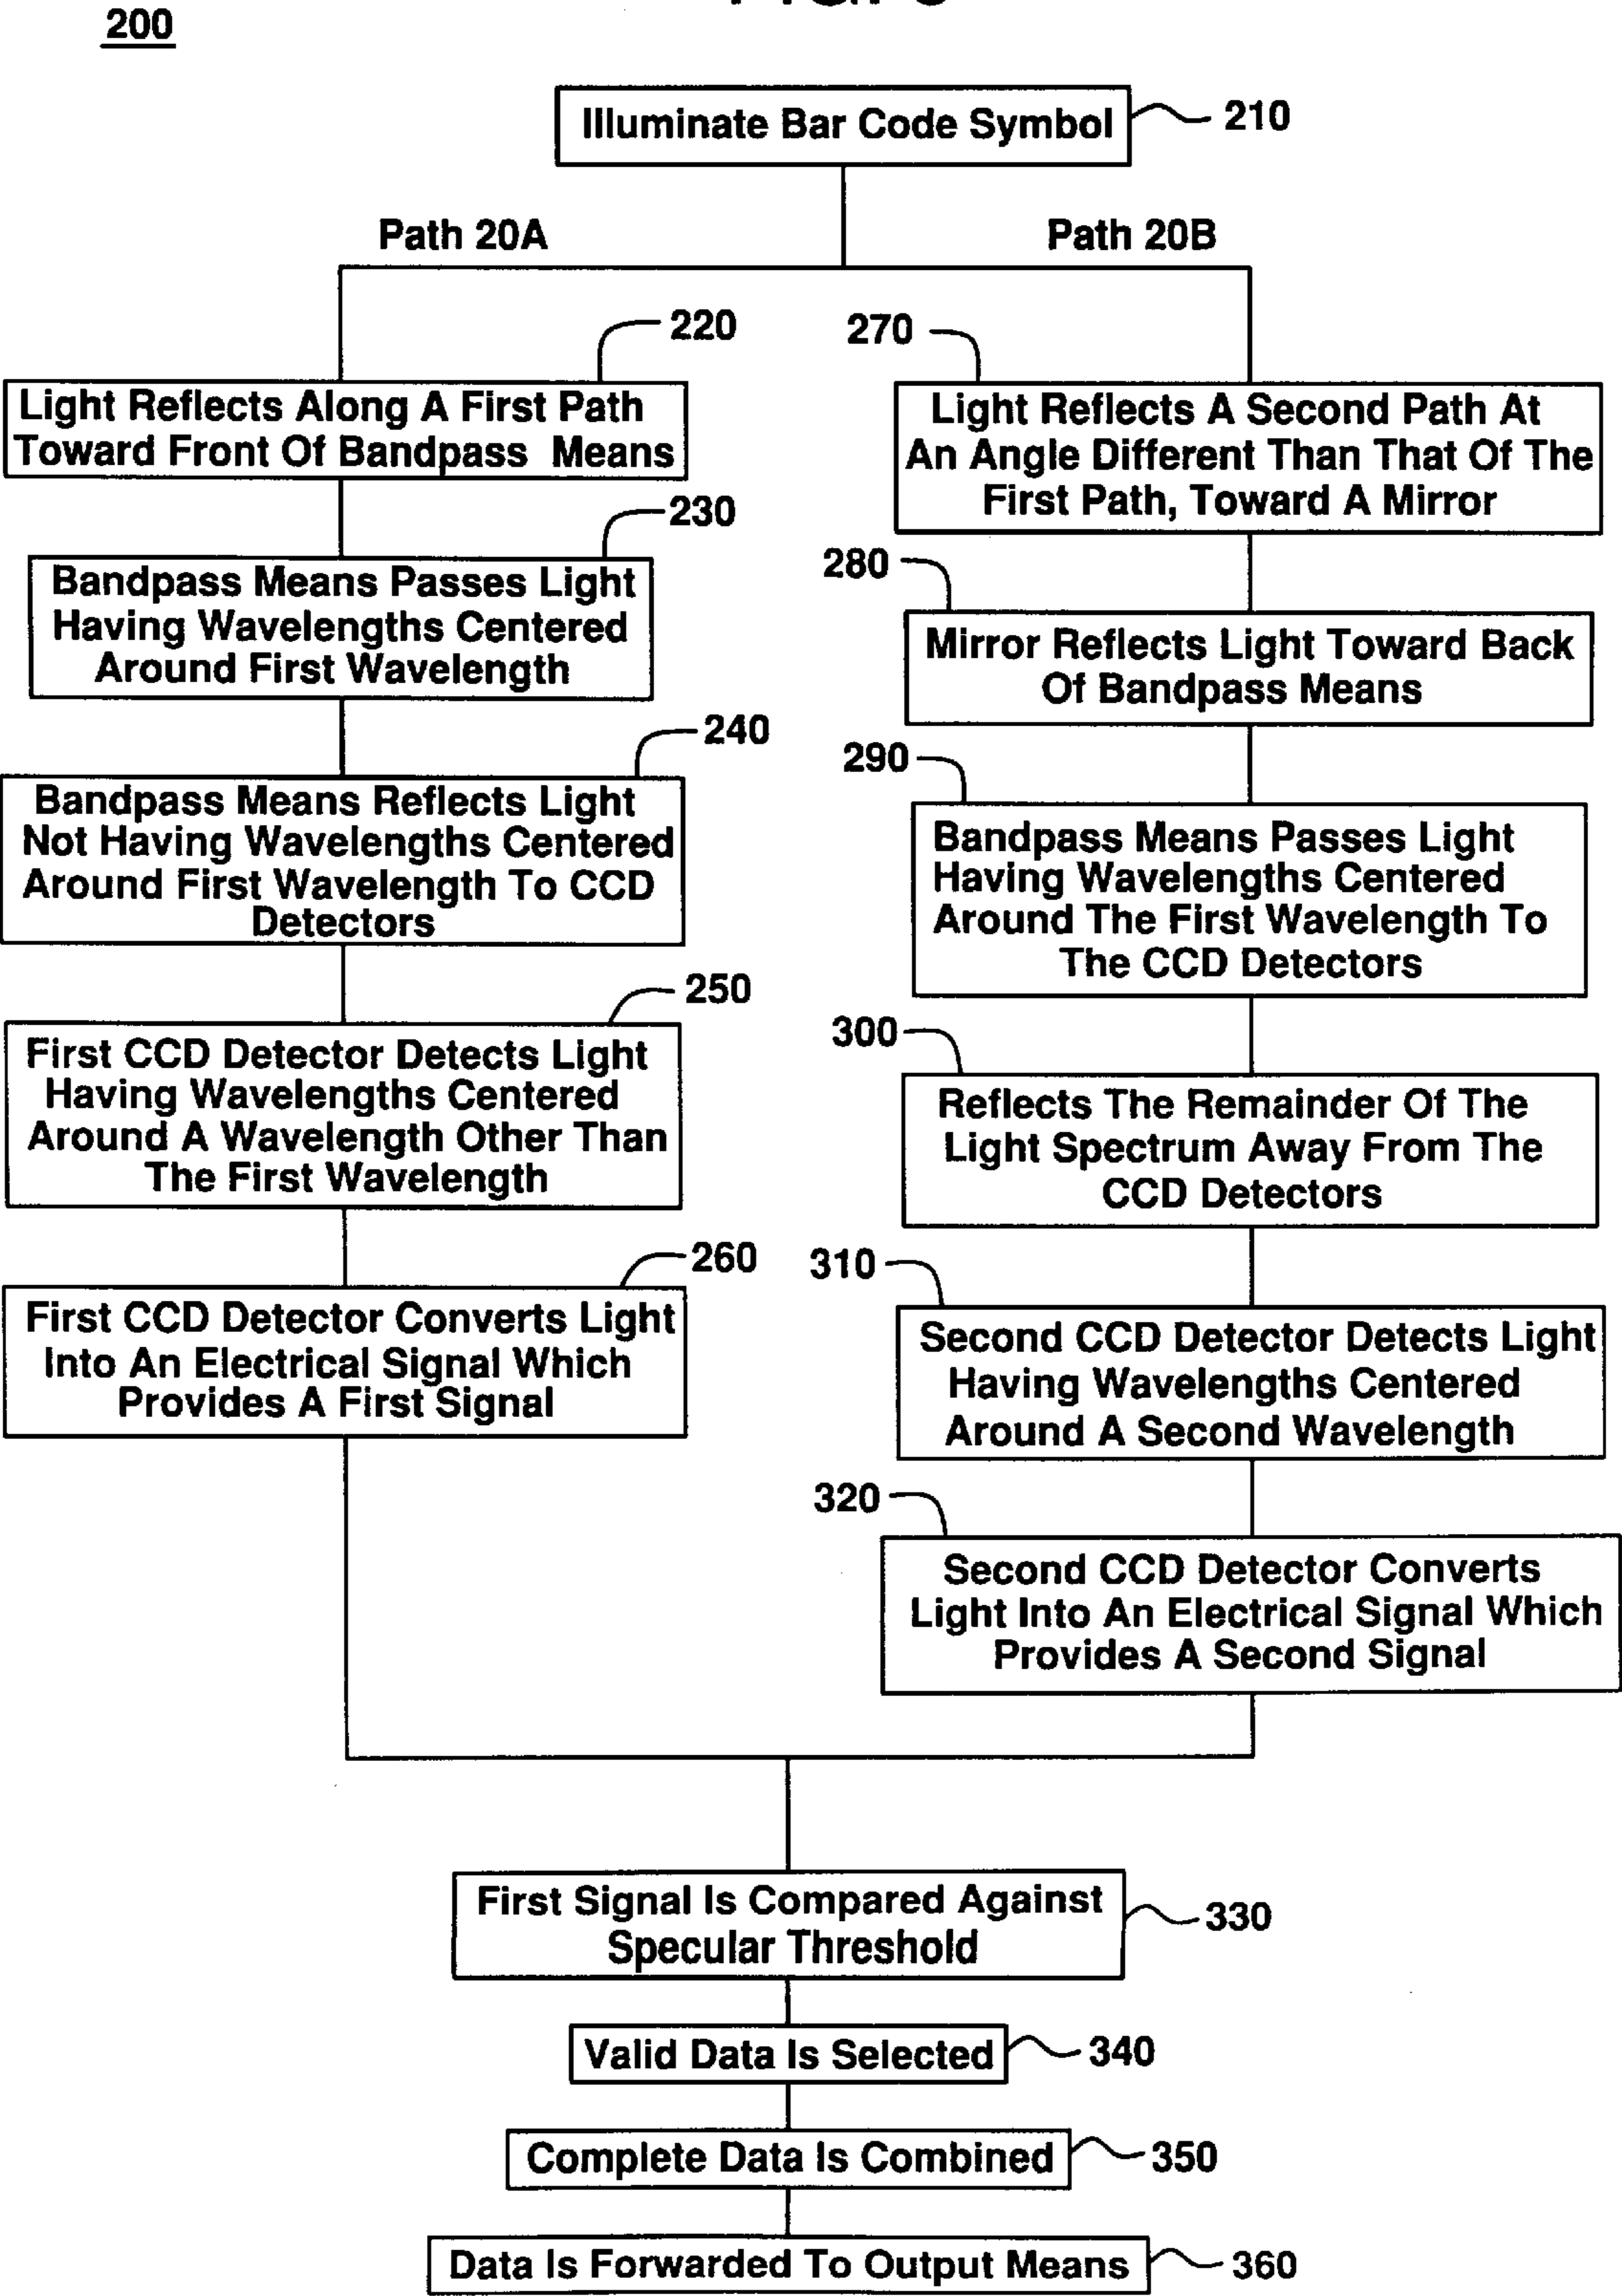 200
Illuminate Bar Code Symbol
210
Path 20A
Path 20B
220
Light Reflects Along A First Path
Toward Front Of Bandpass Means
230
Bandpass Means Passes Light
Having Wavelengths Centered
Around First Wavelength
240
Bandpass Means Reflects Light
Not Having Wavelengths Centered
Around First Wavelength To CCD
Detectors
250
First CCD Detector Detects Light
Having Wavelengths Centered
Around A Wavelength Other Than
The First Wavelength
260
First CCD Detector Converts Light
Into An Electrical Signal Which
Provides A First Signal
270
Light Reflects A Second Path At
An Angle Different Than That Of The
First Path, Toward A Mirror
280
Mirror Reflects Light Toward Back
Of Bandpass Means
290
Bandpass Means Passes Light
Having Wavelengths Centered
Around The First Wavelength To
The CCD Detectors
300
Reflects The Remainder Of The
Light Spectrum Away From The
CCD Detectors
310
Second CCD Detector Detects Light
Having Wavelengths Centered
Around A Second Wavelength
320
Second CCD Detector Converts
Light Into An Electrical Signal Which
Provides A Second Signal
First Signal Is Compared Against
Specular Threshold
330
Valid Data Is Selected
340
Complete Data Is Combined
350
Data Is Forwarded To Output Means
360